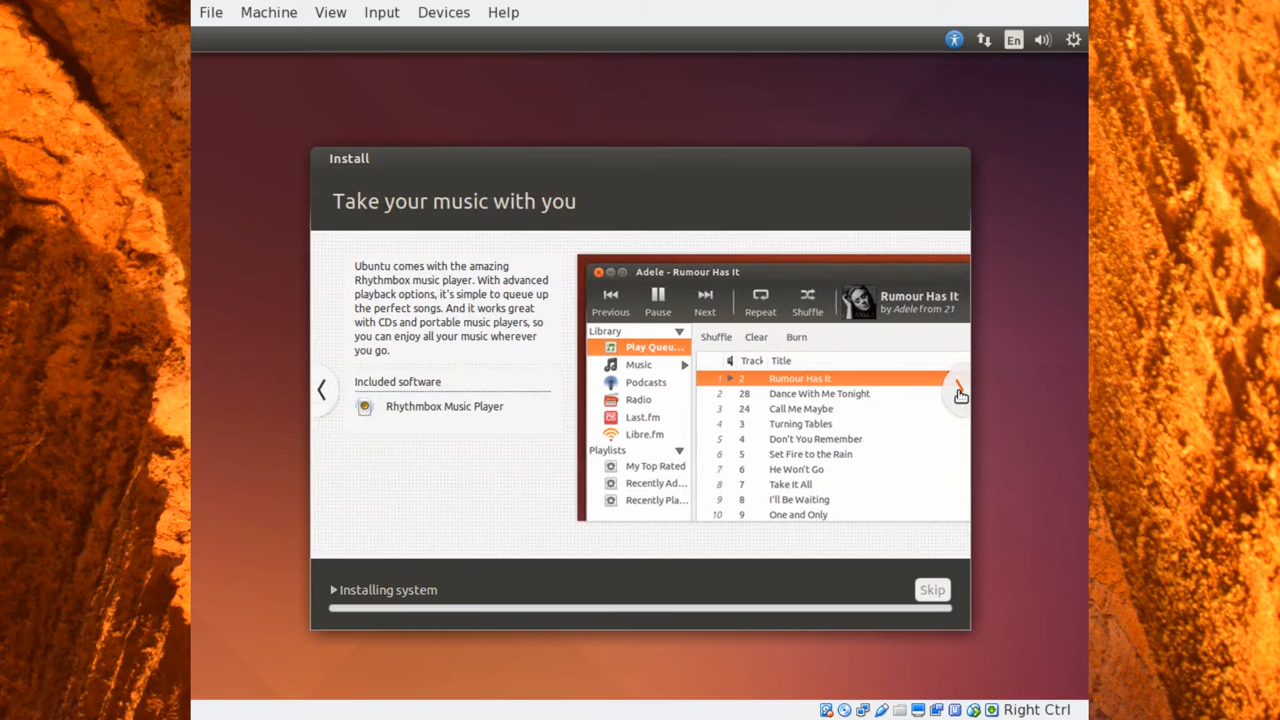 File Machine View Input Devices Help
En
Install
Take your music with you
Ubuntu comes with the amazing
Rhythmbox music player. With advanced
playback options, it's simple to queue up
the perfect songs. And it works great
with CDs and portable music players, so
you can enjoy all your music wherever
you go.
Included software
Rhythmbox Music Player
Adele - Rumour Has It
Previous Pause Next Repeat Shuffle
Rumour Has It
by Adele from 21
Library
Play Queu...
Music
Podcasts
Radio
Last.fm
Libre.fm
Playlists
My Top Rated
Recently Ad...
Recently Pla...
Shuffle Clear Burn
Track Title
1 2 Rumour Has It
2 28 Dance With Me Tonight
3 24 Call Me Maybe
4 3 Turning Tables
5 4 Don't You Remember
6 5 Set Fire to the Rain
7 6 He Won't Go
8 7 Take It All
9 8 I'll Be Waiting
10 9 One and Only
Installing system
Skip
Right Ctrl